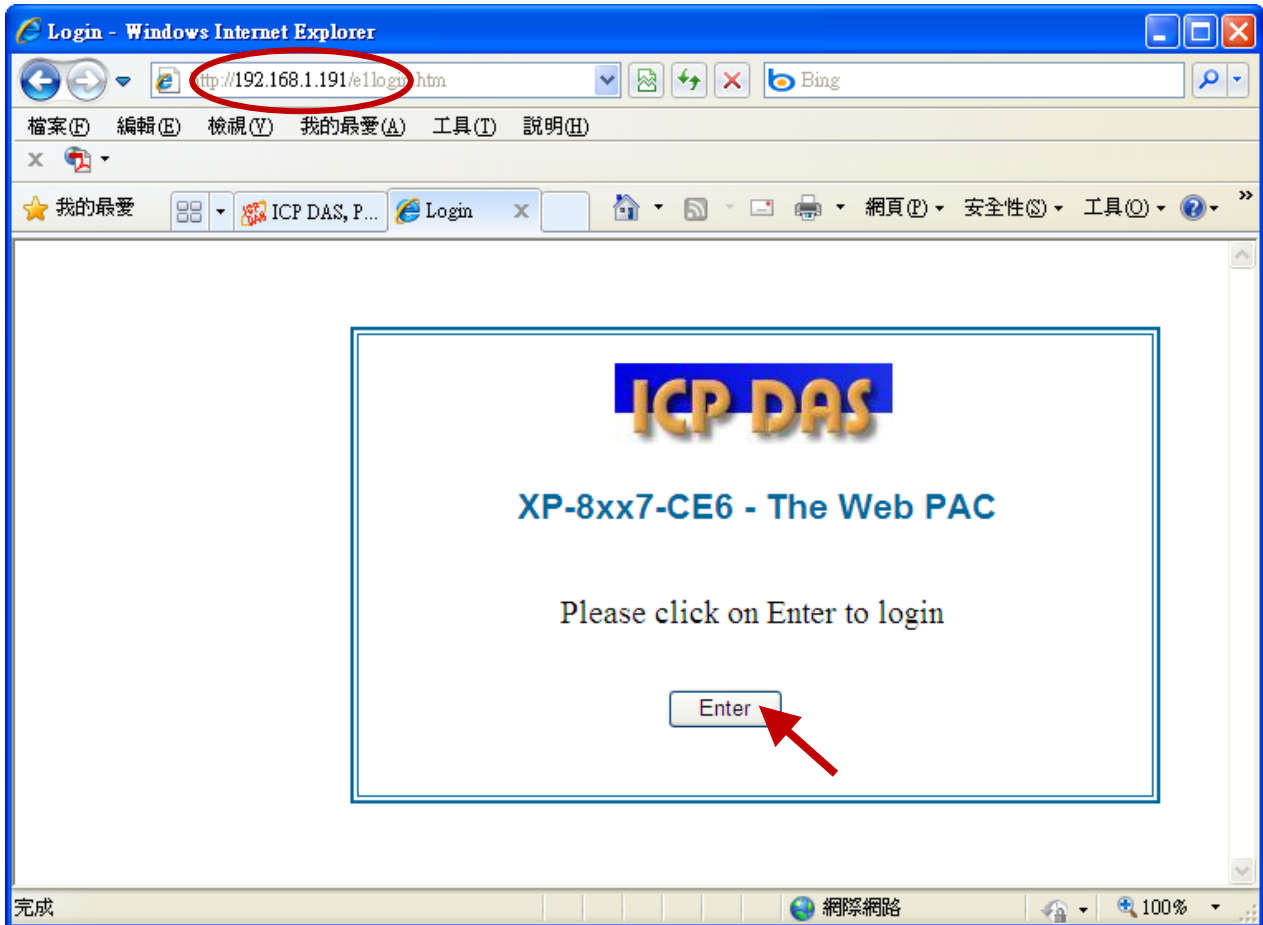 Login - Windows Internet Explorer
http://192.168.1.191/e1login.htm
Bing
檔案(F) 編輯(E) 檢視(V) 我的最愛(A) 工具(T) 說明(H)
x
我的最愛 ICP DAS, P... Login x 網頁(P) 安全性(S) 工具(O) »
ICP DAS
XP-8xx7-CE6 - The Web PAC
Please click on Enter to login
Enter
完成 網際網路 100%